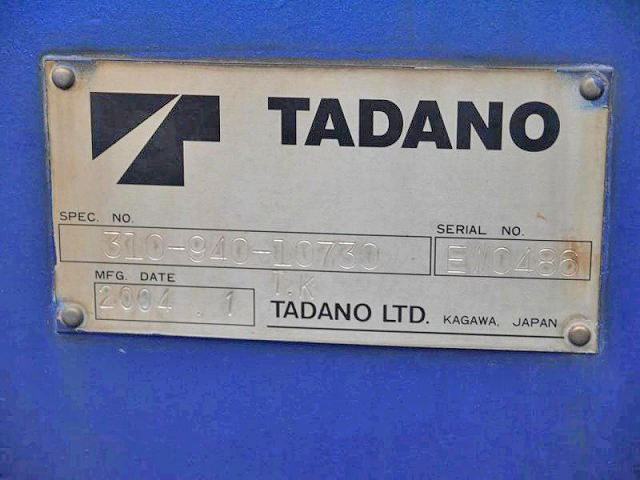 TADANO
SPEC. NO.
310-940-10730
SERIAL NO.
EW0486
MFG. DATE
2004 . 1
T.K
TADANO LTD. KAGAWA, JAPAN